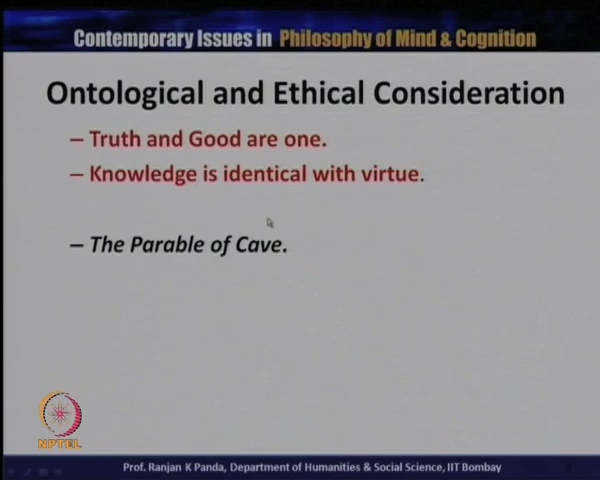 Contemporary Issues in Philosophy of Mind & Cognition
Ontological and Ethical Consideration
– Truth and Good are one.
– Knowledge is identical with virtue.
– The Parable of Cave.
NPTEL
Prof. Ranjan K Panda, Department of Humanities & Social Science, IIT Bombay